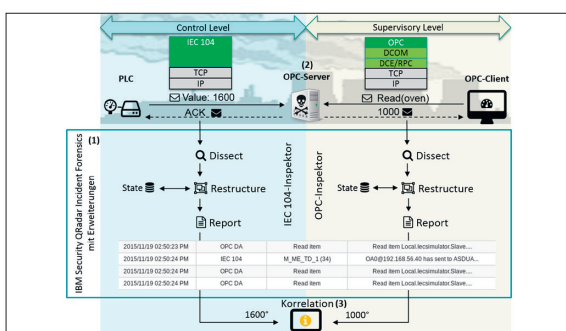 Control Level
Supervisory Level
IEC 104
OPC
DCOM
DCE/RPC
TCP
TCP
IP
IP
(2)
OPC-Server
PLC
OPC-Client
Value: 1600
Read(oven)
ACK
1000
(1)
IBM Security QRadar Incident Forensics
mit Erweiterungen
Dissect
State
Restructure
Report
IEC 104-Inspektor
OPC-Inspektor
Dissect
State
Restructure
Report
2015/11/19 02:50:23 PM OPC DA Read item Read item Local.Iecsimulator.Slave....
2015/11/19 02:50:24 PM IEC 104 M_ME_TD_1 (34) OA0@192.168.56.40 has sent to ASDUA...
2015/11/19 02:50:24 PM OPC DA Read item Read item Local.Iecsimulator.Slave....
2015/11/19 02:50:24 PM OPC DA Read item Read item Local.Iecsimulator.Slave....
Korrelation (3)
1600°
1000°